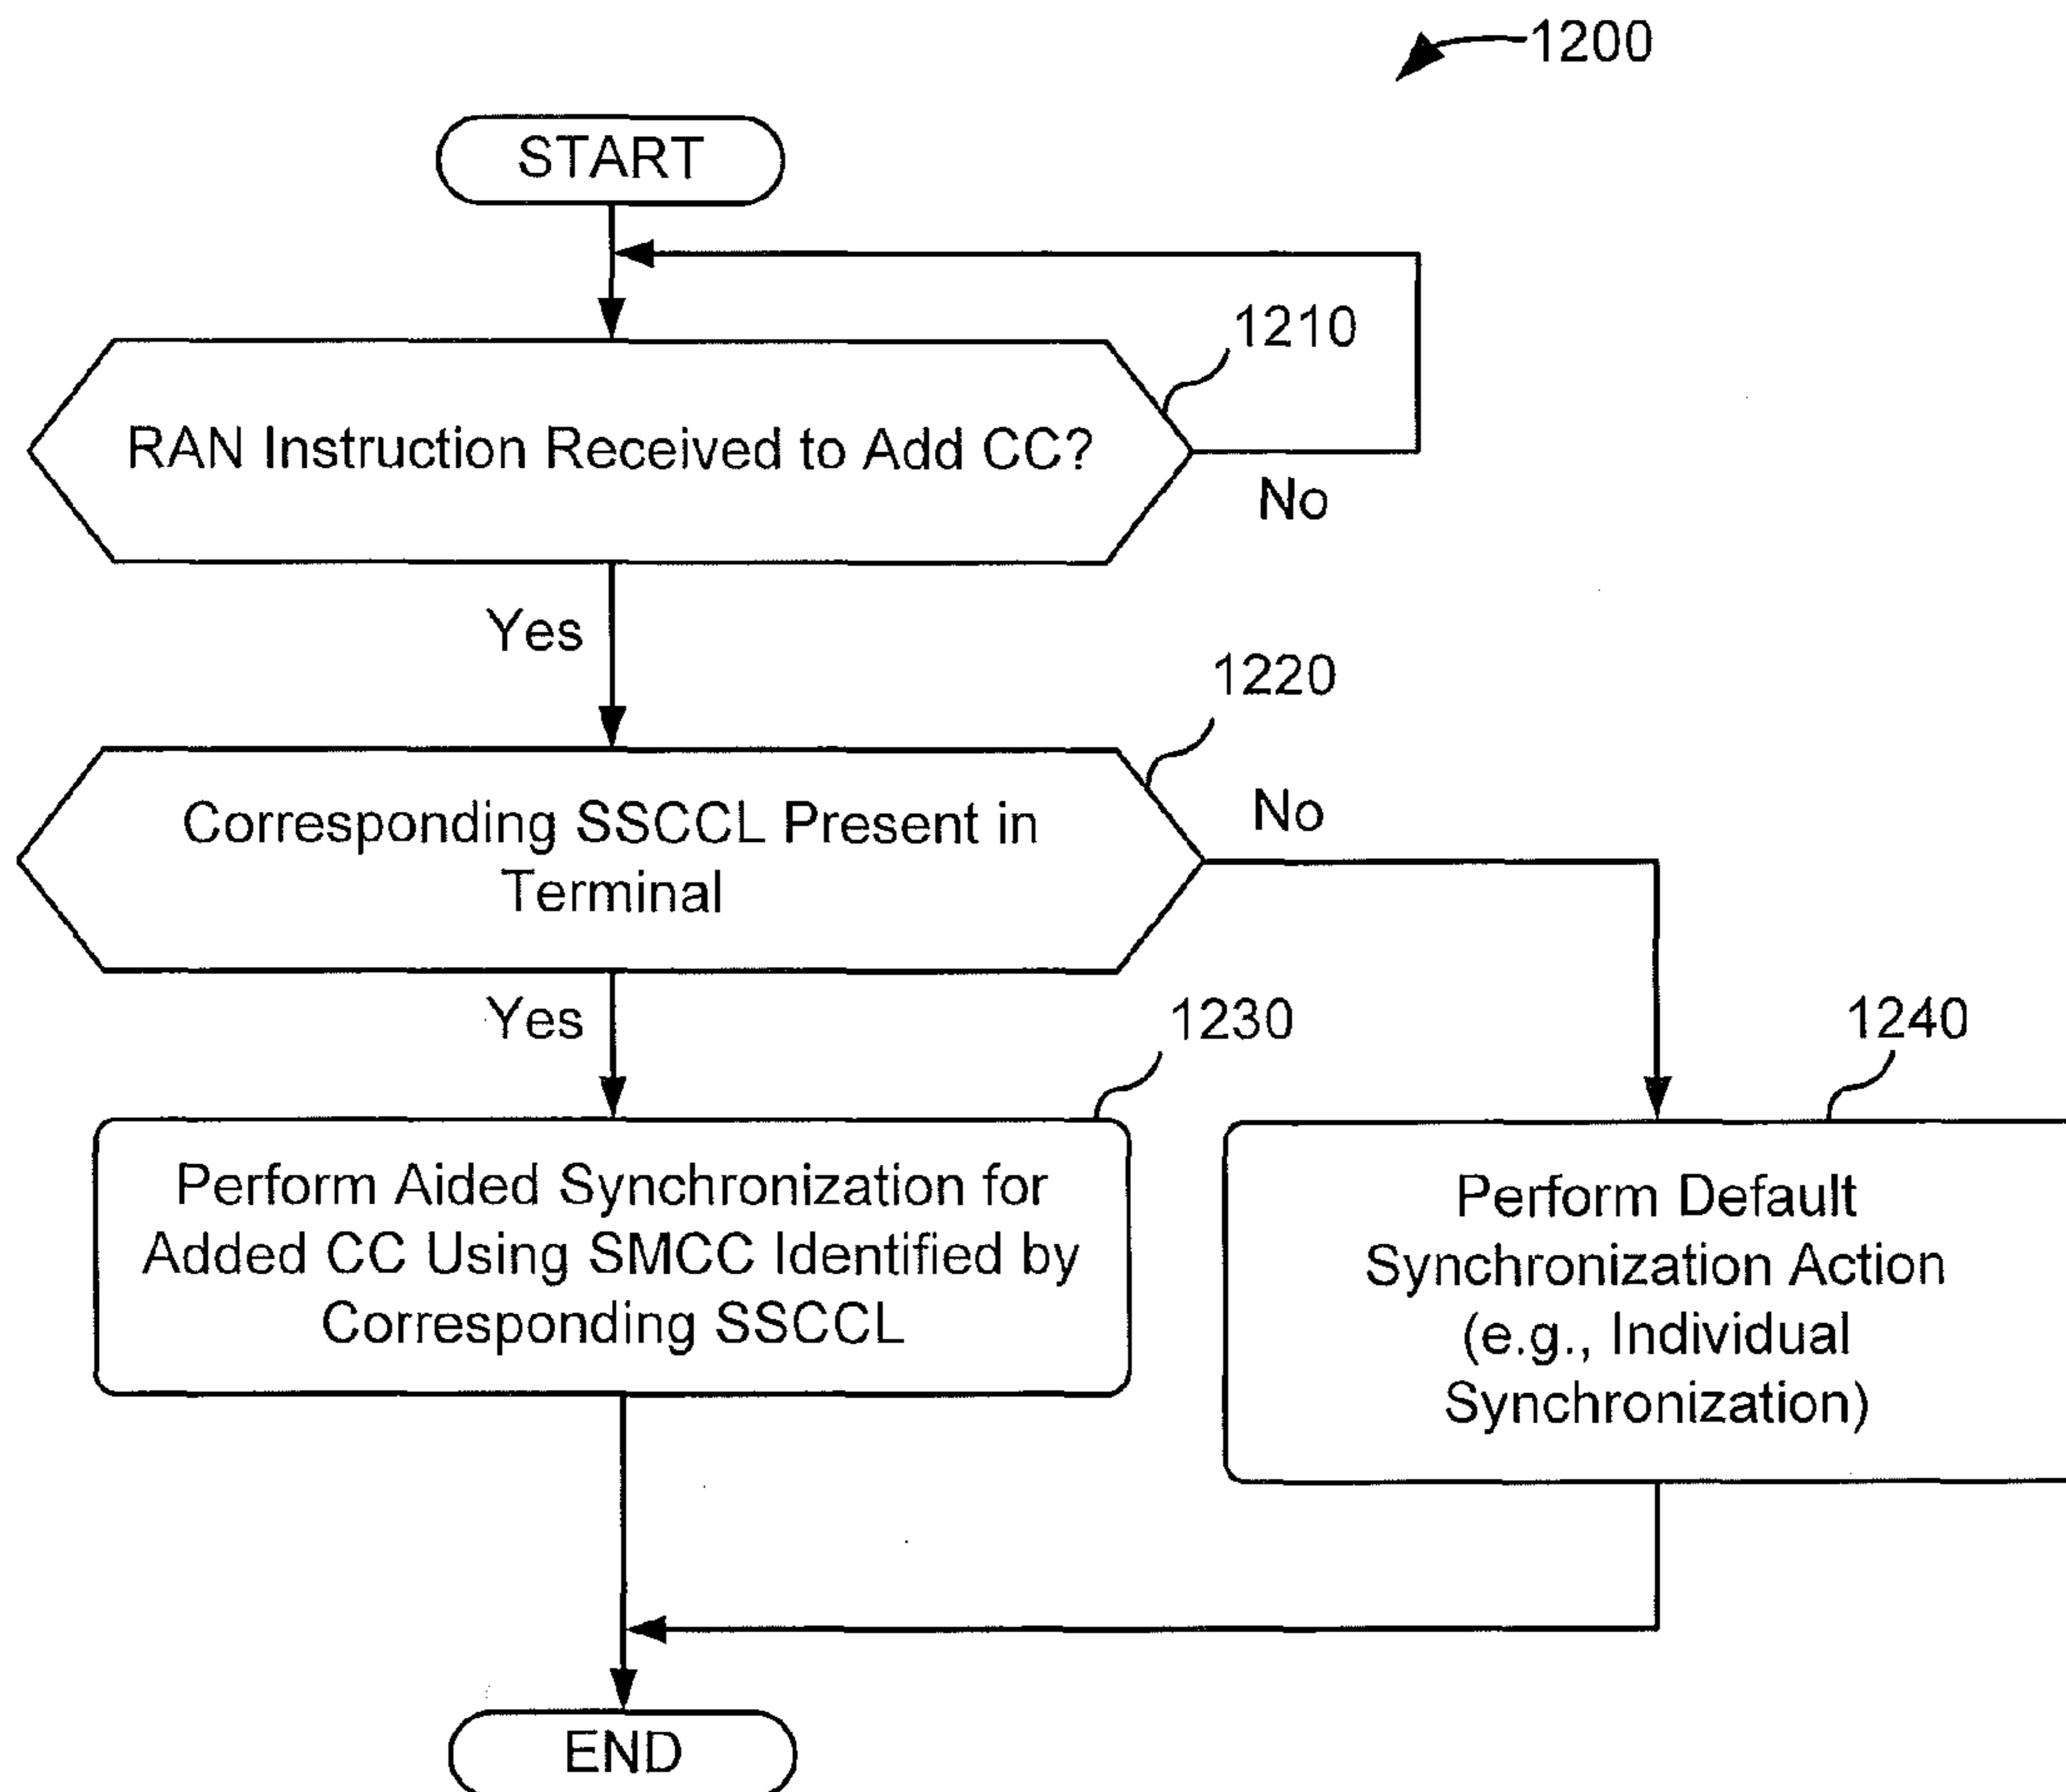 1200
START
1210
RAN Instruction Received to Add CC?
No
Yes
1220
Corresponding SSCCL Present in
Terminal
No
Yes
1230
1240
Perform Aided Synchronization for
Added CC Using SMCC Identified by
Corresponding SSCCL
Perform Default
Synchronization Action
(e.g., Individual
Synchronization)
END